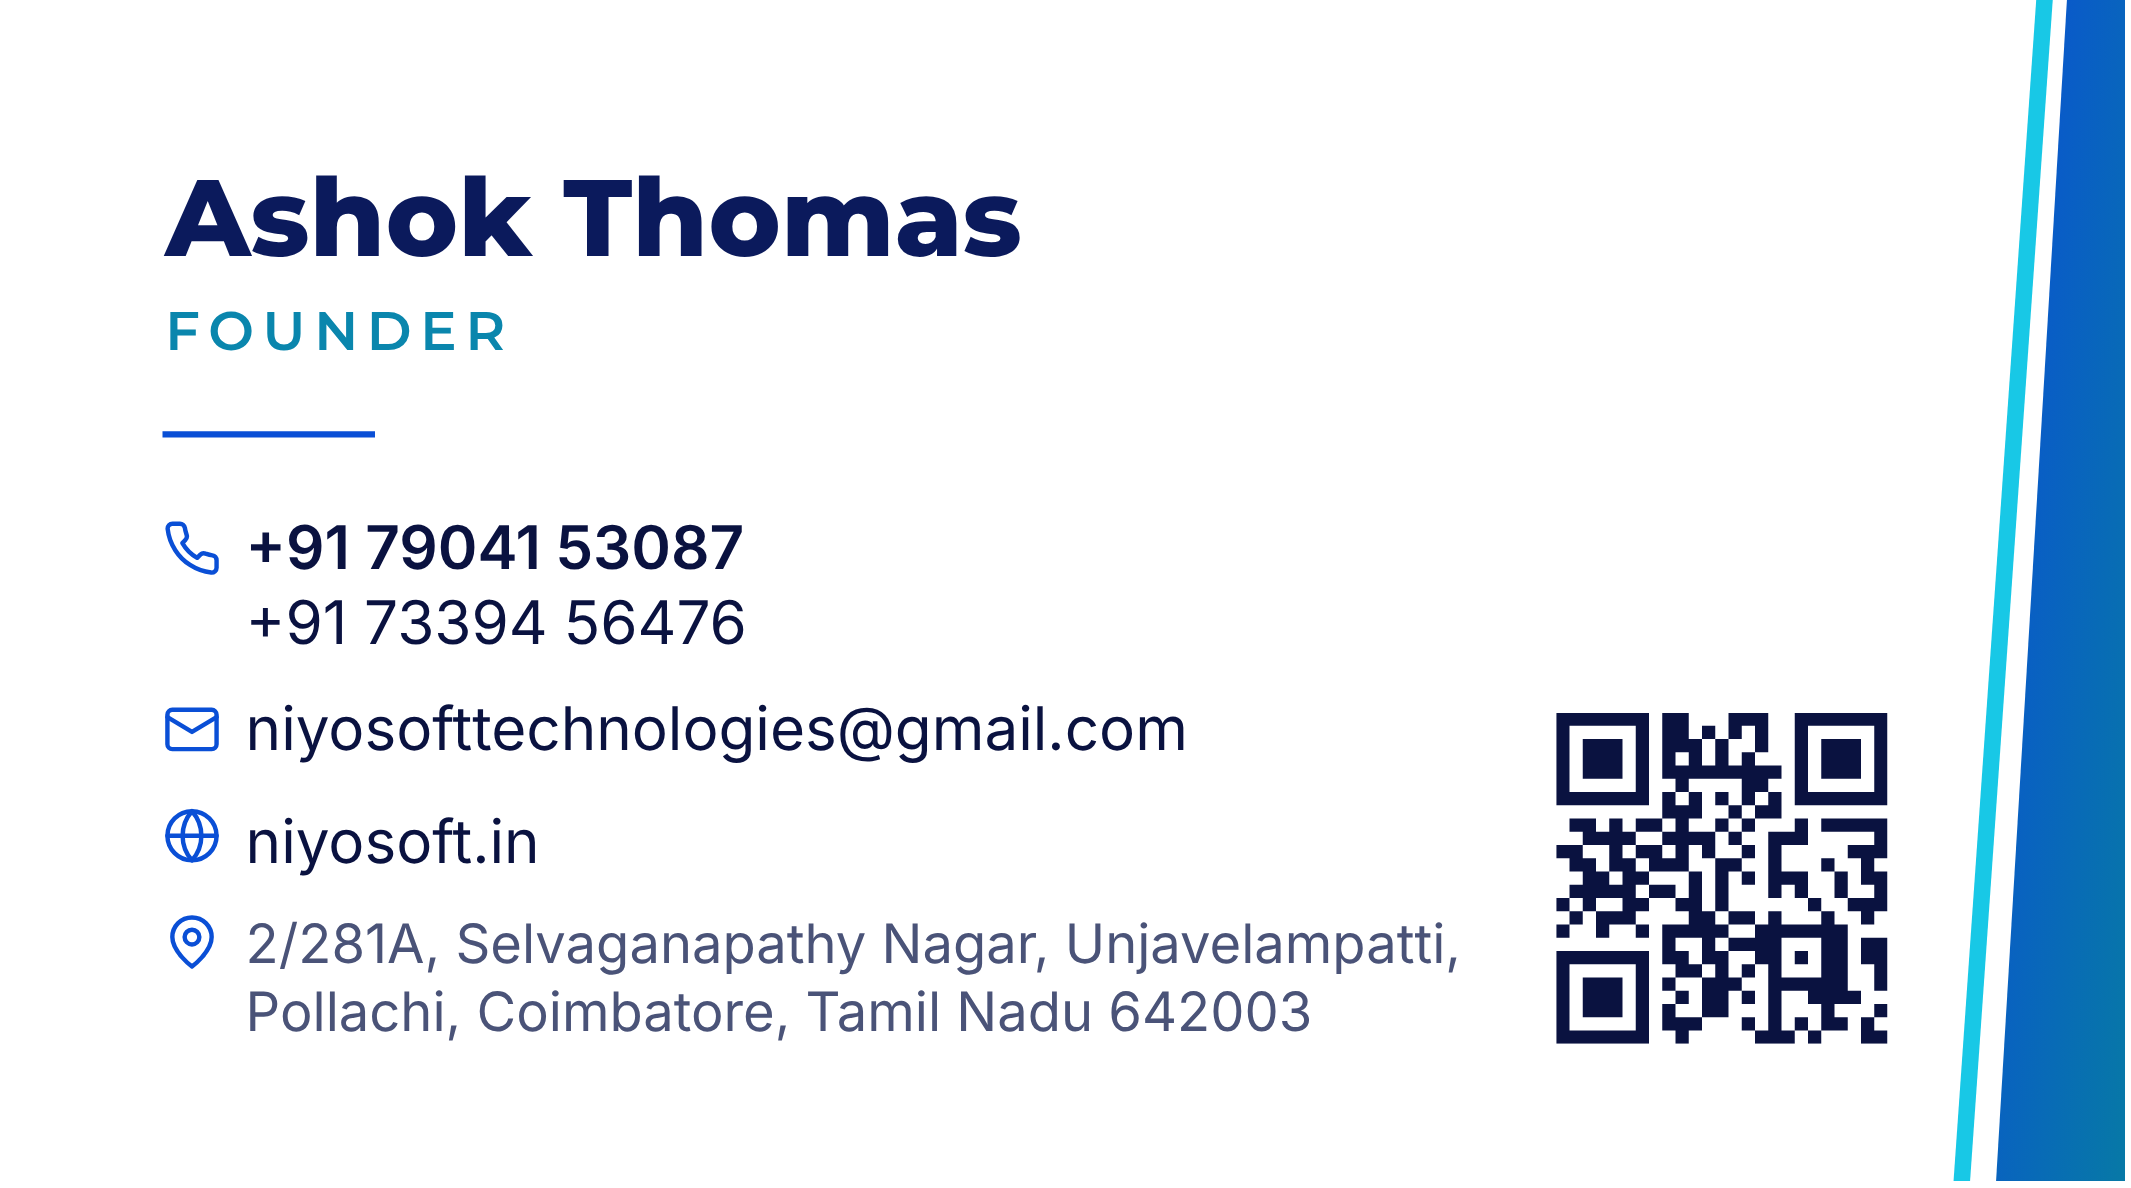 Ashok Thomas
FOUNDER
+91 79041 53087
+91 73394 56476
niyosofttechnologies@gmail.com
niyosoft.in
2/281A, Selvaganapathy Nagar, Unjavelampatti,
Pollachi, Coimbatore, Tamil Nadu 642003